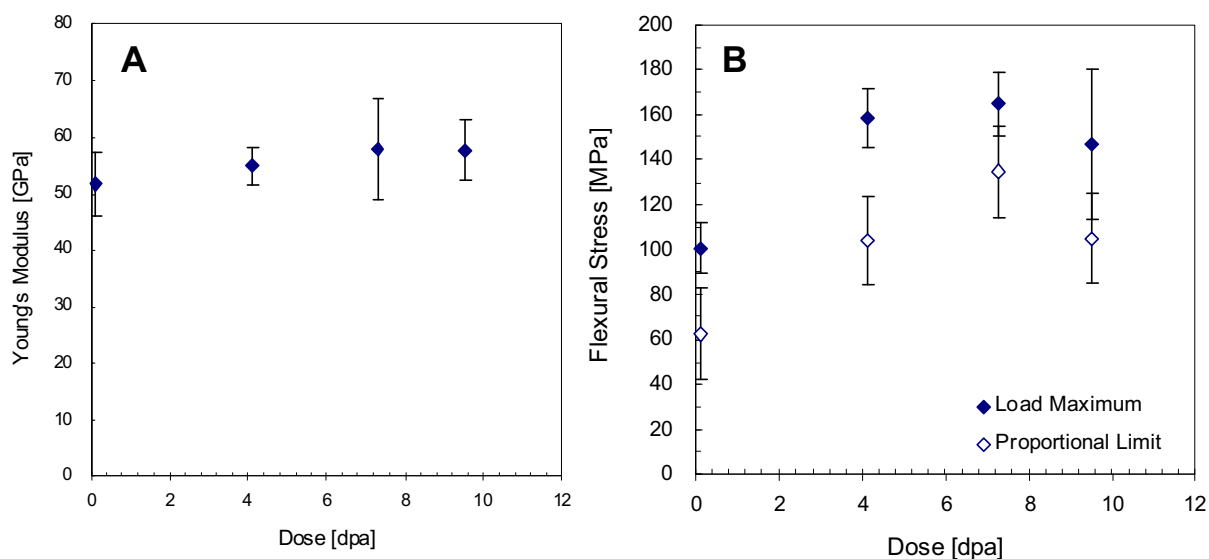 A
80
70
60
50
40
30
20
10
0
Young's Modulus [GPa]
0 2 4 6 8 10 12
Dose [dpa]
B
200
180
160
140
120
100
80
60
40
20
0
Flexural Stress [MPa]
Load Maximum
Proportional Limit
0 2 4 6 8 10 12
Dose [dpa]